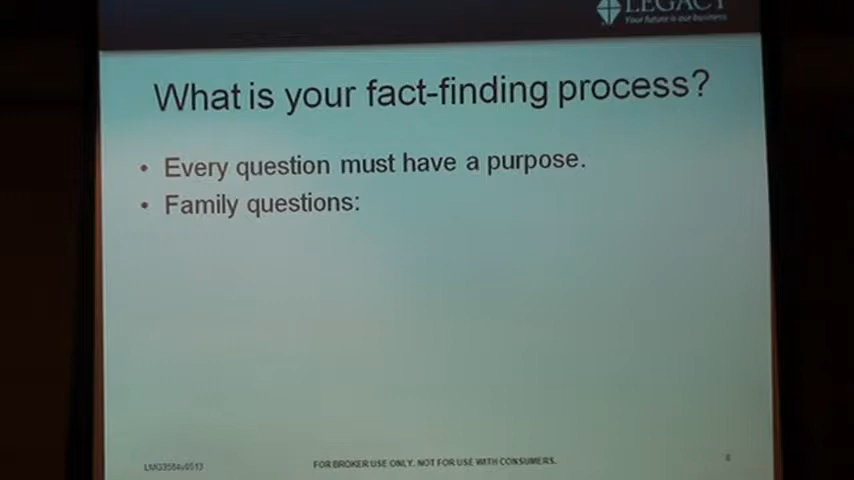 LEGACY
Your future is our business
What is your fact-finding process?
• Every question must have a purpose.
• Family questions:
FOR BROKER USE ONLY. NOT FOR USE WITH CONSUMERS.